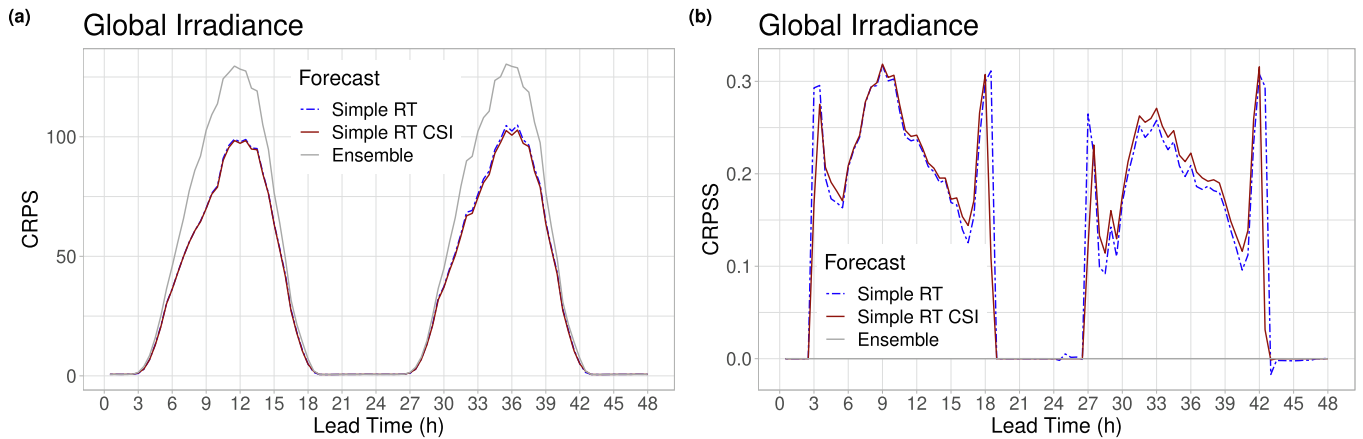 (a)
Global Irradiance
CRPS
100
50
0
Forecast
Simple RT
Simple RT CSI
Ensemble
0 3 6 9 12 15 18 21 24 27 30 33 36 39 42 45 48
Lead Time (h)
(b)
Global Irradiance
CRPSS
0.3
0.2
0.1
0.0
Forecast
Simple RT
Simple RT CSI
Ensemble
0 3 6 9 12 15 18 21 24 27 30 33 36 39 42 45 48
Lead Time (h)